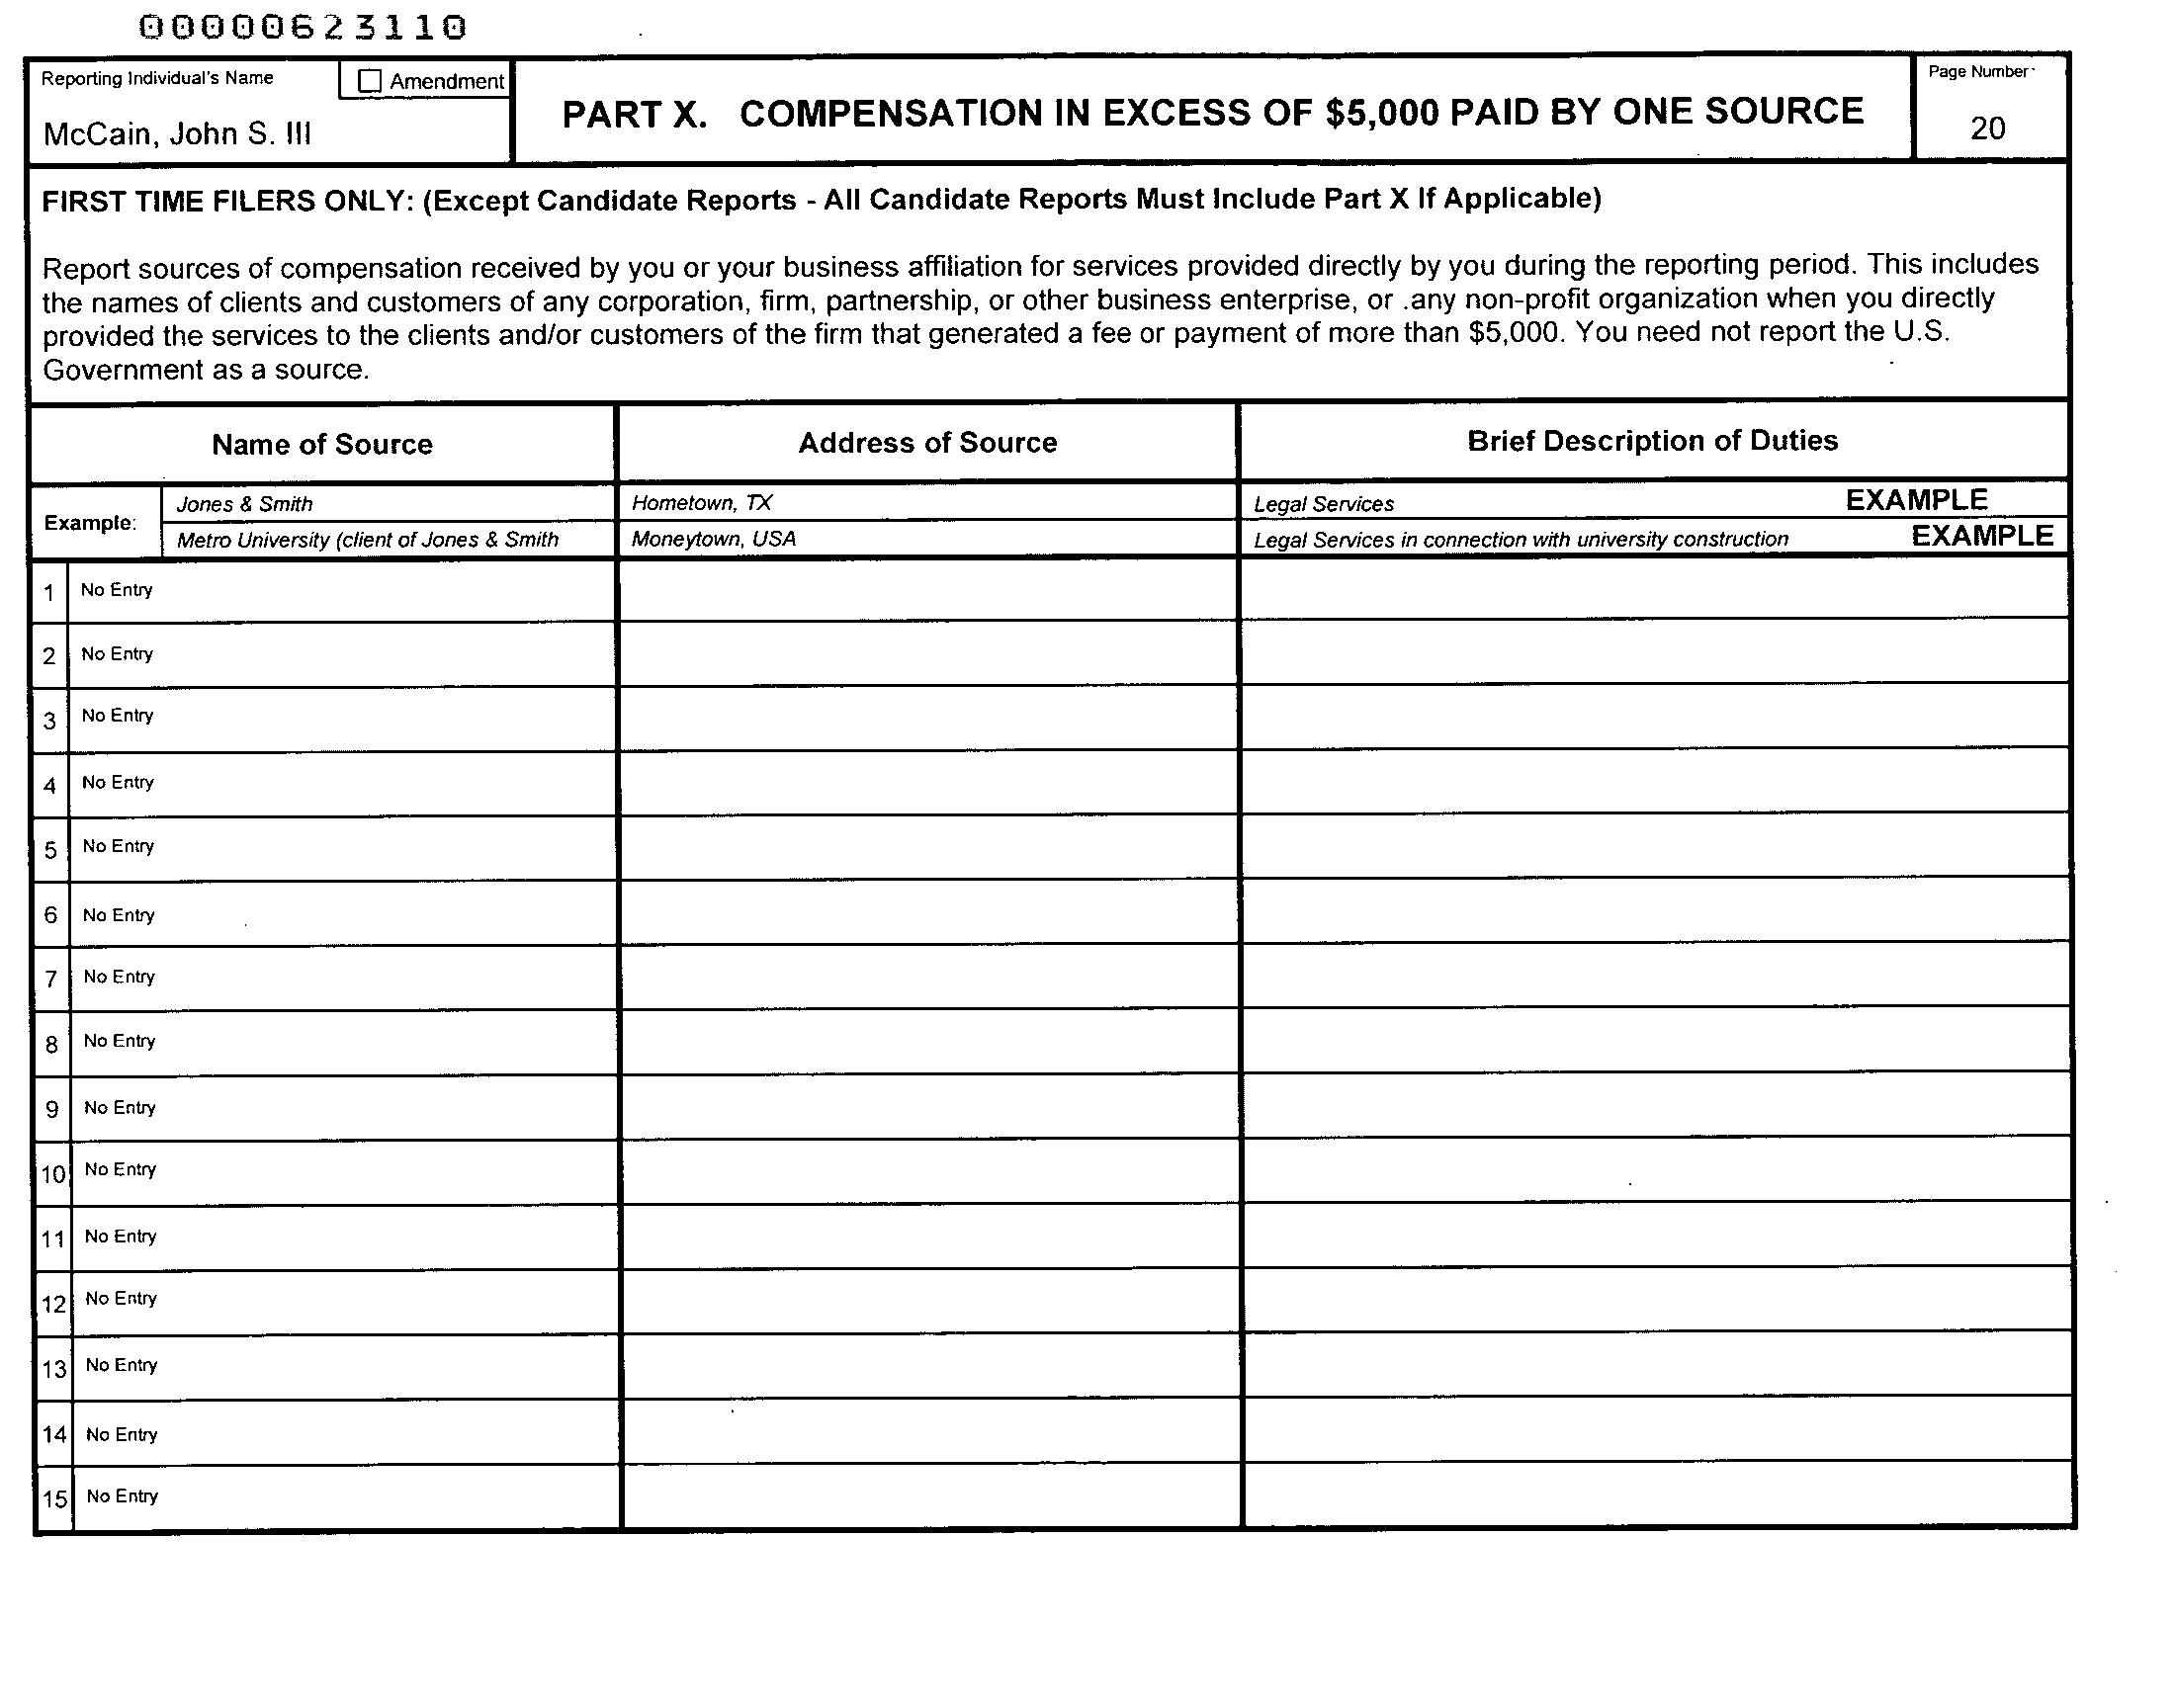 00000623110
Reporting Individual's Name
Amendment
McCain, John S. III
PART X. COMPENSATION IN EXCESS OF $5,000 PAID BY ONE SOURCE
Page Number
20
FIRST TIME FILERS ONLY: (Except Candidate Reports - All Candidate Reports Must Include Part X If Applicable)
Report sources of compensation received by you or your business affiliation for services provided directly by you during the reporting period. This includes
the names of clients and customers of any corporation, firm, partnership, or other business enterprise, or .any non-profit organization when you directly
provided the services to the clients and/or customers of the firm that generated a fee or payment of more than $5,000. You need not report the U.S.
Government as a source.
Name of Source Address of Source Brief Description of Duties
Example:
Jones & Smith Hometown, TX Legal Services EXAMPLE
Metro University (client of Jones & Smith Moneytown, USA Legal Services in connection with university construction EXAMPLE
1 No Entry
2 No Entry
3 No Entry
4 No Entry
5 No Entry
6 No Entry
7 No Entry
8 No Entry
9 No Entry
10 No Entry
11 No Entry
12 No Entry
13 No Entry
14 No Entry
15 No Entry